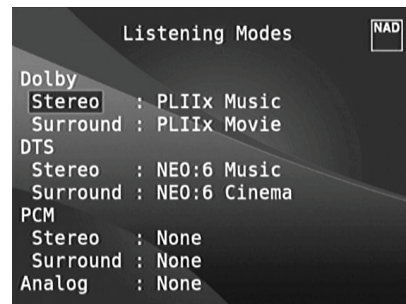 Listening Modes
NAD
Dolby
Stereo : PLIIx Music
Surround : PLIIx Movie
DTS
Stereo : NEO:6 Music
Surround : NEO:6 Cinema
PCM
Stereo : None
Surround : None
Analog : None